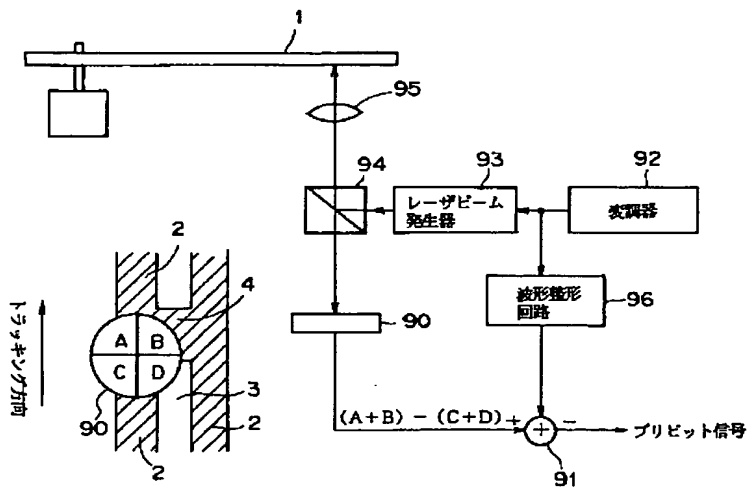 1
95
94
93
92
レーザビーム
発生器
変調器
波形整形
回路
96
90
2
4
A
B
C
D
90
3
2
2
トラッキング方向
(A+B)-(C+D)
+
+
-
91
プリピット信号